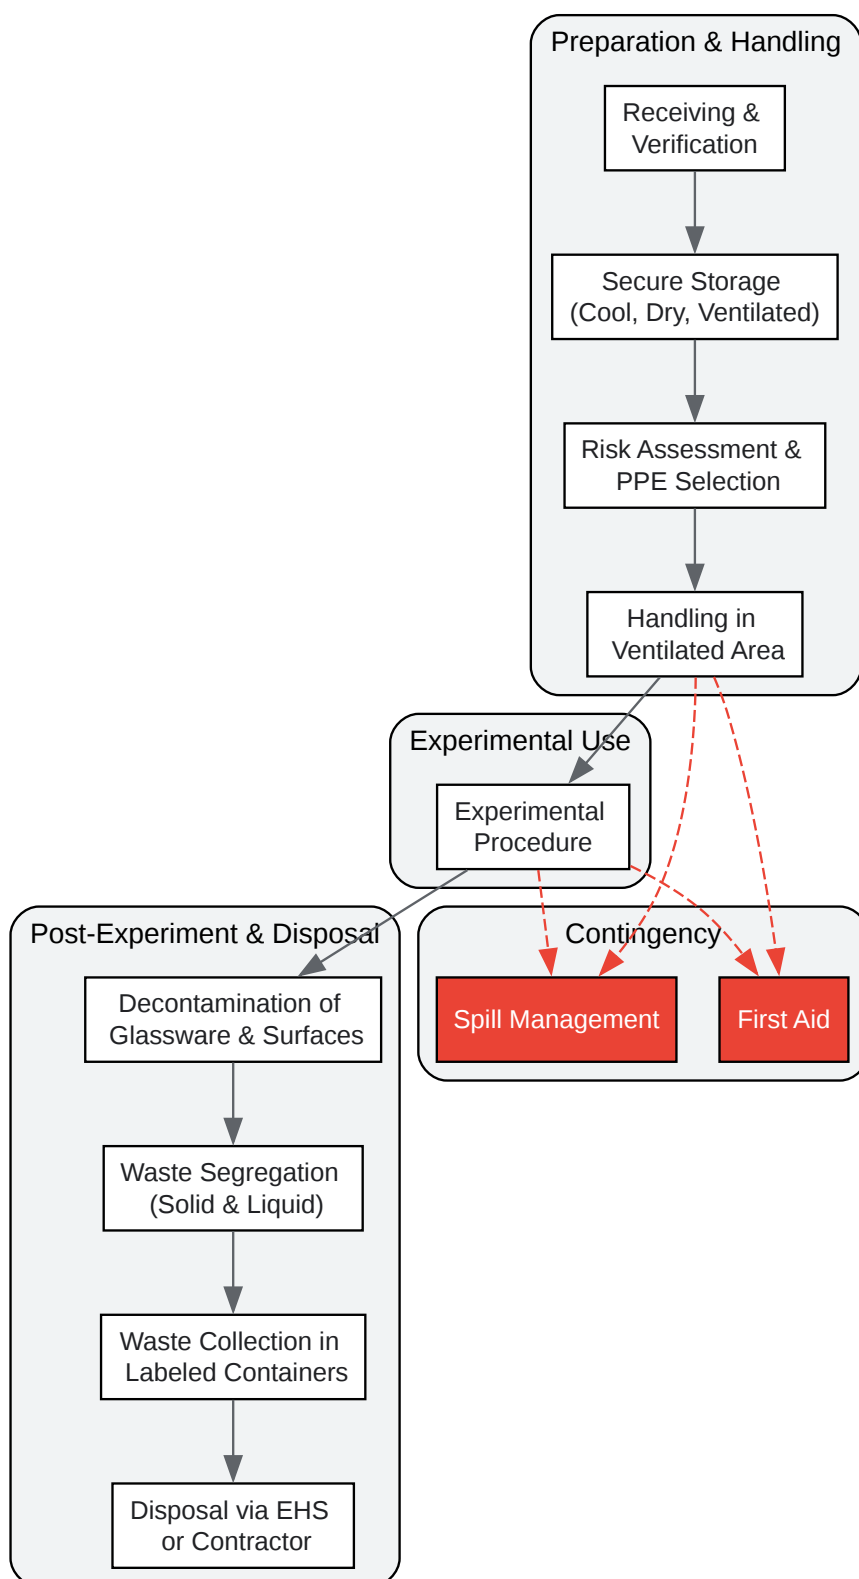 Preparation & Handling
Receiving &
Verification
Secure Storage
(Cool, Dry, Ventilated)
Risk Assessment &
PPE Selection
Handling in
Ventilated Area
Experimental Use
Experimental
Procedure
Post-Experiment & Disposal
Contingency
Decontamination of
Glassware & Surfaces
Spill Management
First Aid
Waste Segregation
(Solid & Liquid)
Waste Collection in
Labeled Containers
Disposal via EHS
or Contractor